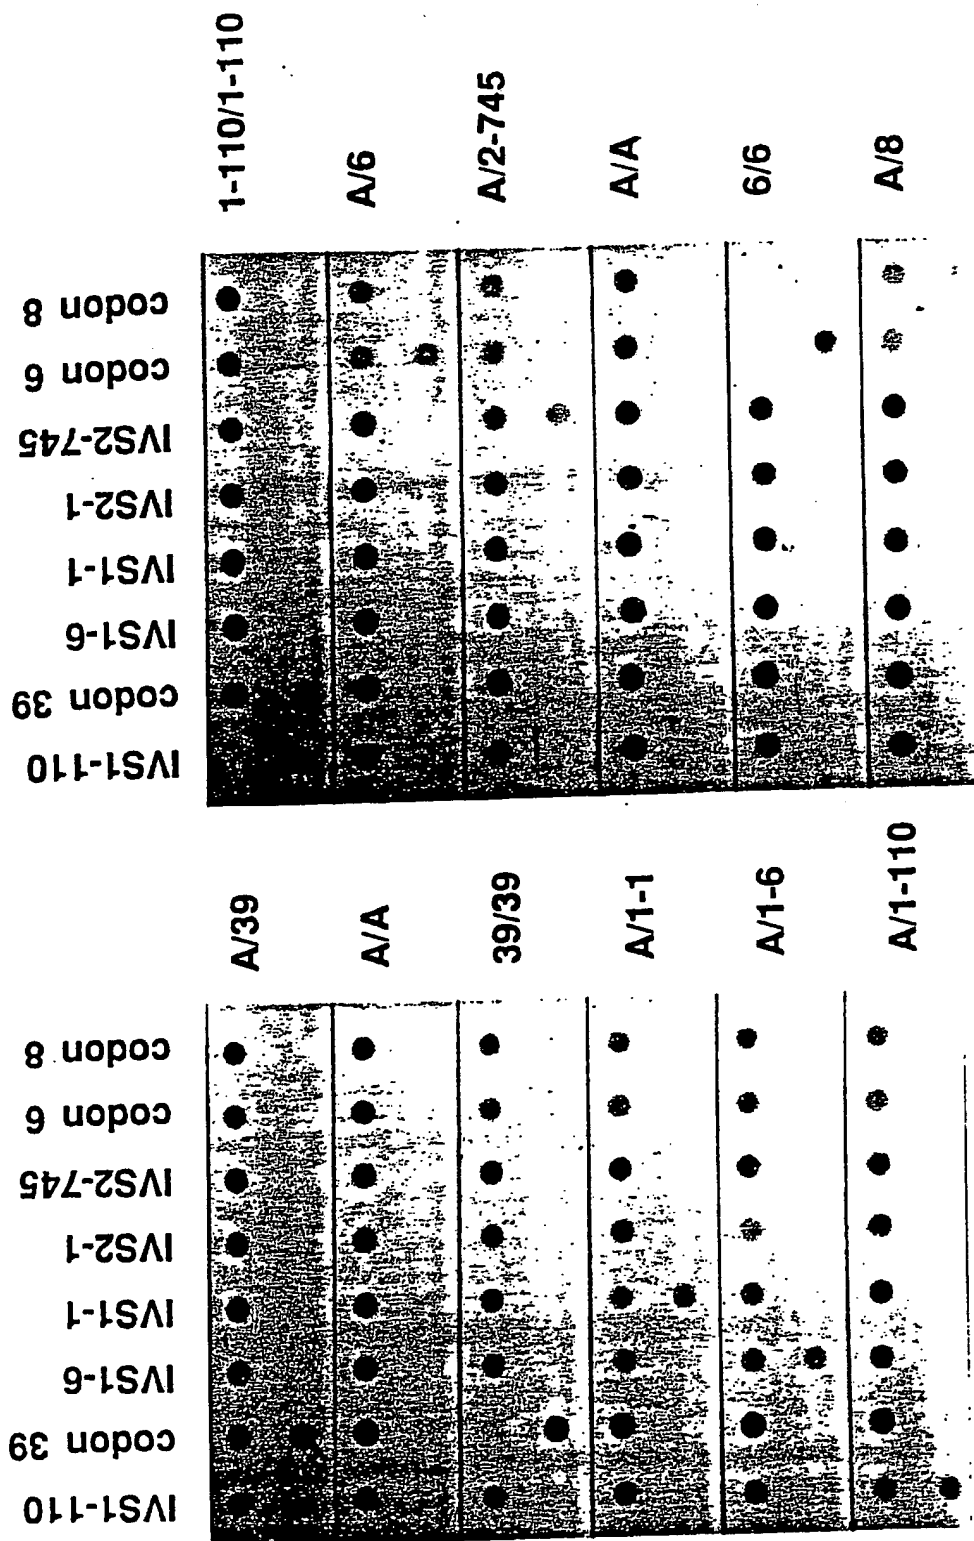 1-110/1-110
A/6
A/2-745
A/A
6/6
A/8
codon 8
codon 6
IVS2-745
IVS2-1
IVS1-1
IVS1-6
codon 39
IVS1-110
A/39
A/A
39/39
A/1-1
A/1-6
A/1-110
codon 8
codon 6
IVS2-745
IVS2-1
IVS1-1
IVS1-6
codon 39
IVS1-110